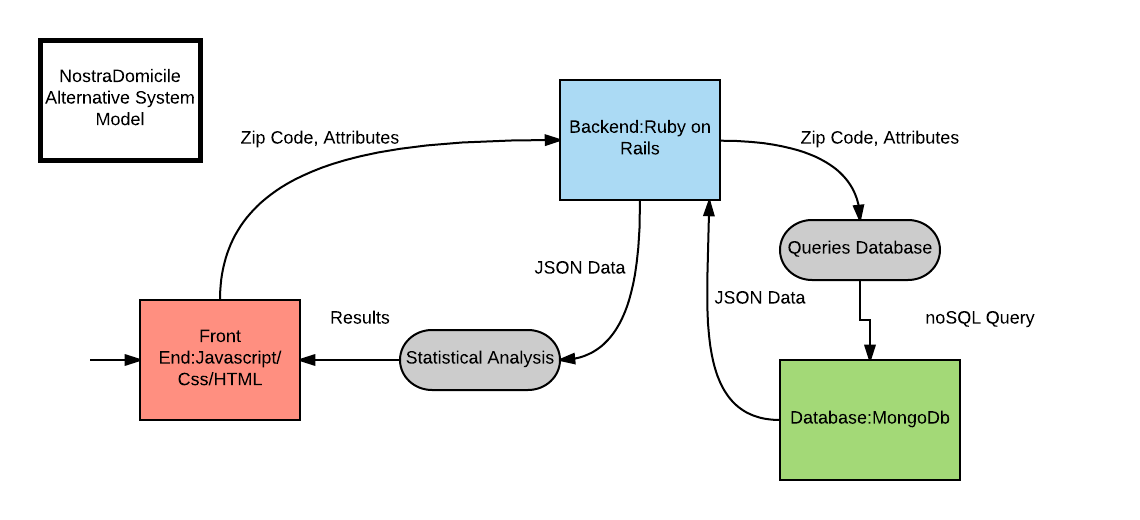 NostraDomicile
Alternative System
Model
Zip Code, Attributes
Backend:Ruby on
Rails
Zip Code, Attributes
Queries Database
JSON Data
JSON Data
noSQL Query
Results
Front
End:Javascript/
Css/HTML
Statistical Analysis
Database:MongoDb